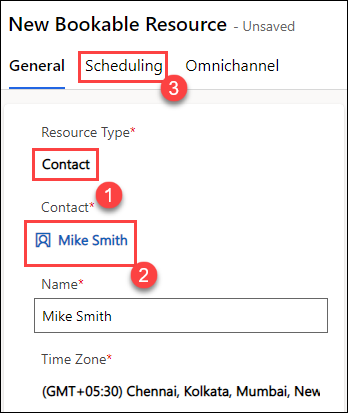 New Bookable Resource - Unsaved
General Scheduling Omnichannel
3
Resource Type*
Contact
1
Contact*
Mike Smith
2
Name*
Mike Smith
Time Zone*
(GMT+05:30) Chennai, Kolkata, Mumbai, New